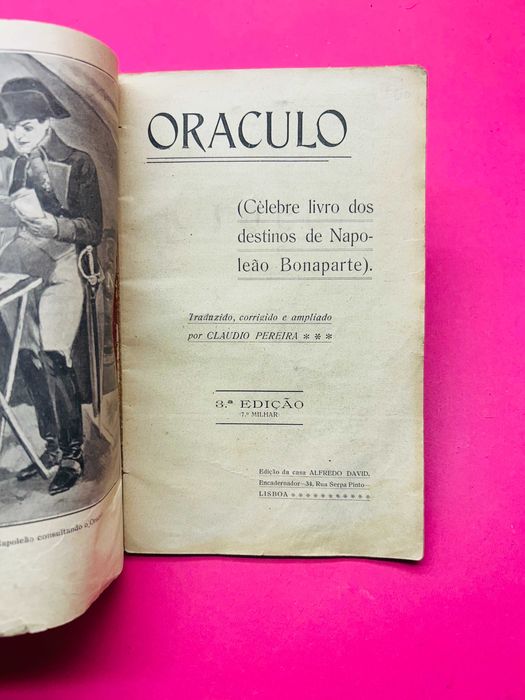 ORACULO
(Cèlebre livro dos
destinos de Napo-
leão Bonaparte).
Traduzido, corrigido e ampliado
por CLAUDIO PEREIRA * * *
3.ª EDIÇÃO
7.º MILHAR
Edição da casa ALFREDO DAVID,
Encadernador—34, Rua Serpa Pinto—
LISBOA
Napoleão consultando o